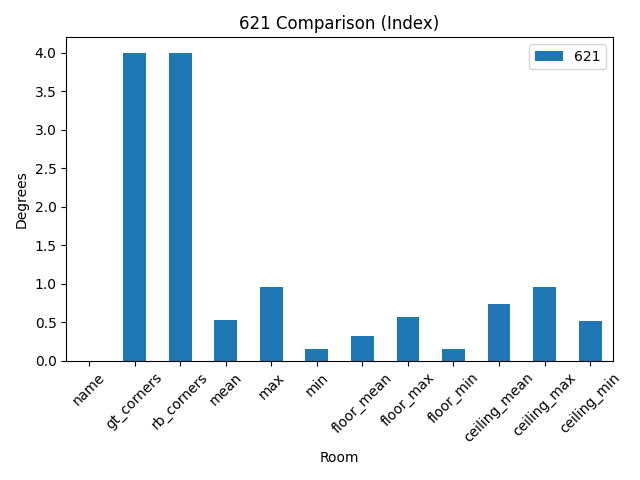 621 Comparison (Index)
621
Degrees
4.0
3.5
3.0
2.5
2.0
1.5
1.0
0.5
0.0
name
gt_corners
rb_corners
mean
max
min
floor_mean
floor_max
floor_min
ceiling_mean
ceiling_max
ceiling_min
Room